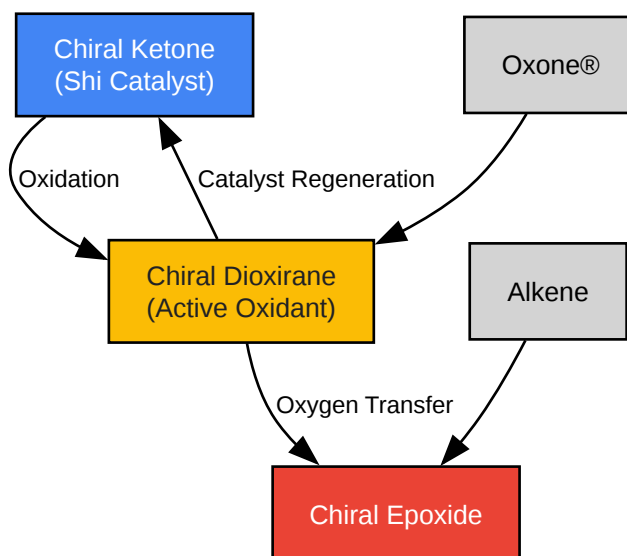 Chiral Ketone
(Shi Catalyst)
Oxone®
Oxidation
Catalyst Regeneration
Chiral Dioxirane
(Active Oxidant)
Alkene
Oxygen Transfer
Chiral Epoxide